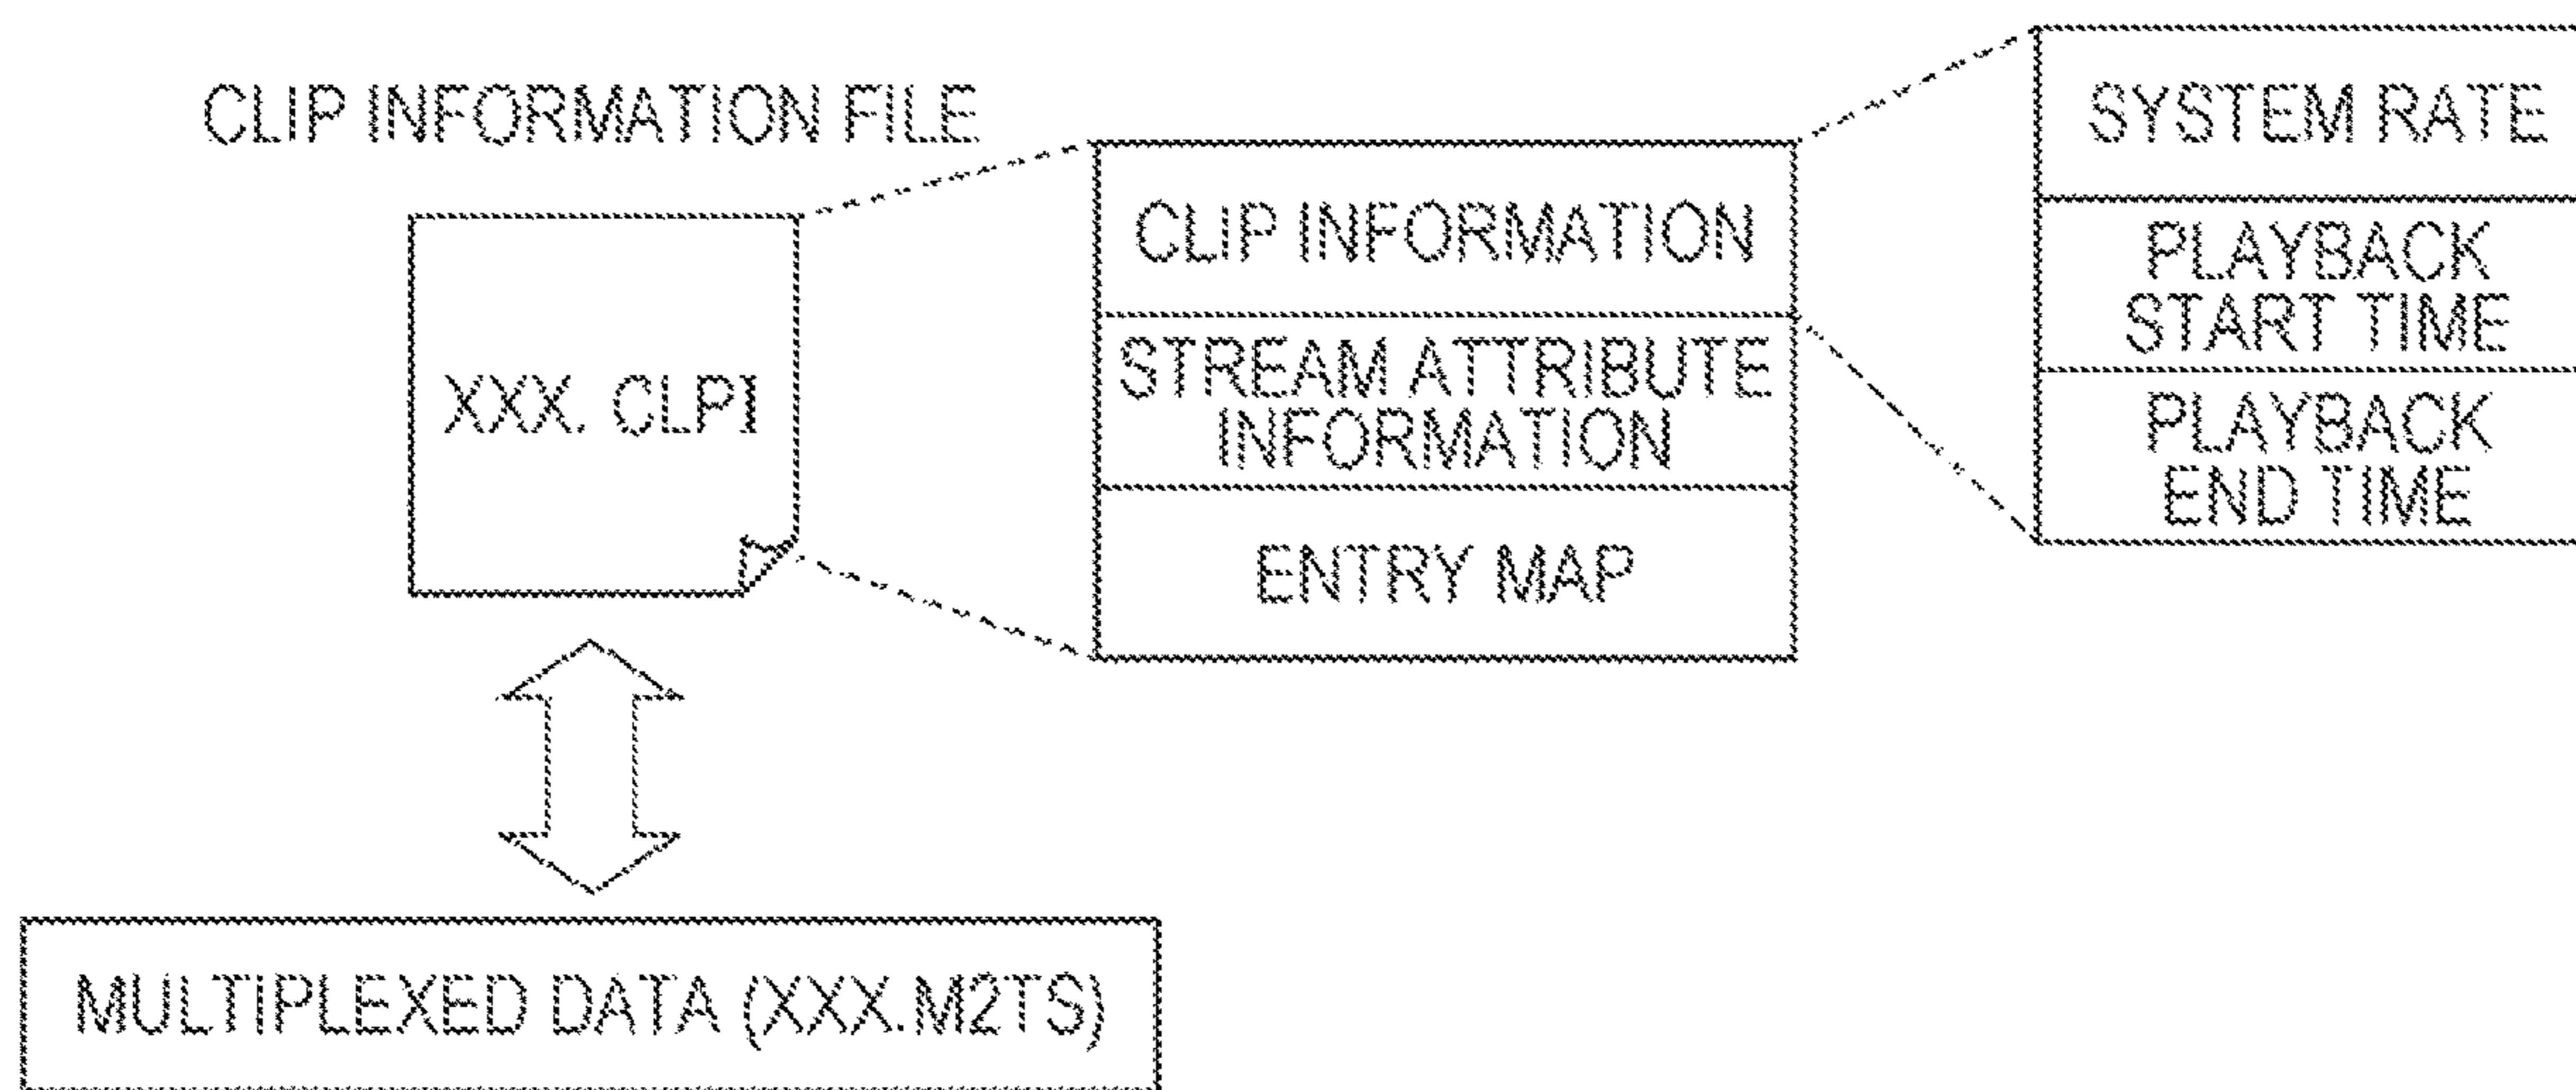 CLIP INFORMATION FILE
XXX. CLPI
CLIP INFORMATION
STREAM ATTRIBUTE
INFORMATION
ENTRY MAP
SYSTEM RATE
PLAYBACK
START TIME
PLAYBACK
END TIME
MULTIPLEXED DATA (XXX.M2TS)